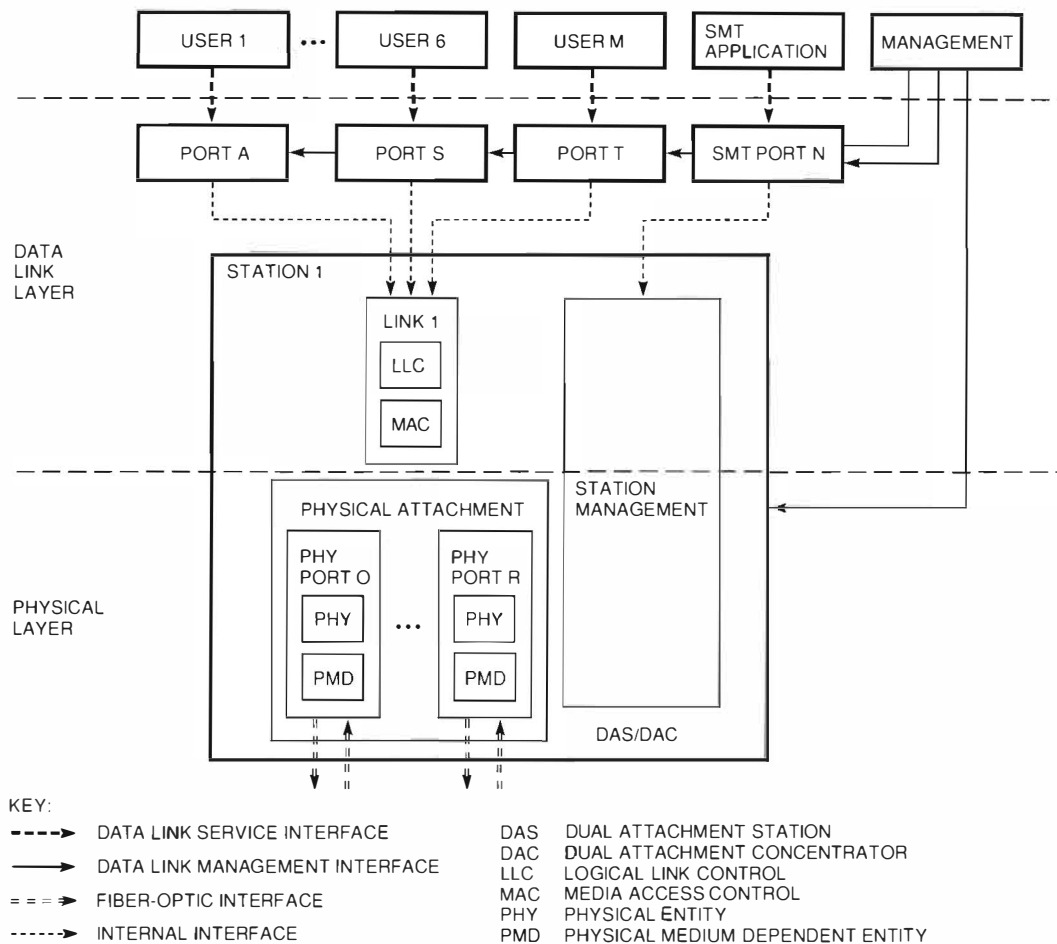 USER 1 ••• USER 6 USER M SMT APPLICATION MANAGEMENT
PORT A PORT S PORT T SMT PORT N
DATA LINK LAYER
STATION 1
LINK 1
LLC
MAC
STATION MANAGEMENT
PHYSICAL ATTACHMENT
PHY PORT O
PHY PORT R
PHYSICAL LAYER
PHY ••• PHY
PMD PMD
DAS/DAC
KEY:
DATA LINK SERVICE INTERFACE
DATA LINK MANAGEMENT INTERFACE
FIBER-OPTIC INTERFACE
INTERNAL INTERFACE
DAS DUAL ATTACHMENT STATION
DAC DUAL ATTACHMENT CONCENTRATOR
LLC LOGICAL LINK CONTROL
MAC MEDIA ACCESS CONTROL
PHY PHYSICAL ENTITY
PMD PHYSICAL MEDIUM DEPENDENT ENTITY